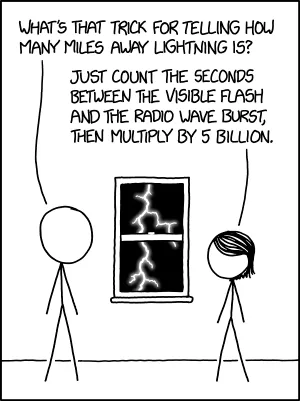 WHAT'S THAT TRICK FOR TELLING HOW
MANY MILES AWAY LIGHTNING IS?
JUST COUNT THE SECONDS
BETWEEN THE VISIBLE FLASH
AND THE RADIO WAVE BURST,
THEN MULTIPLY BY 5 BILLION.